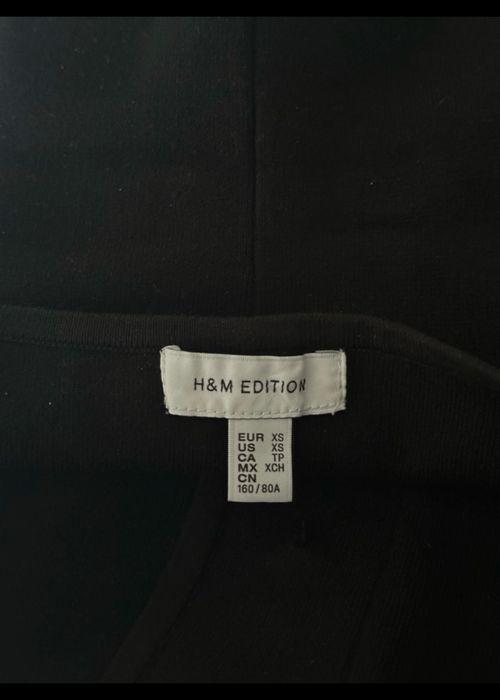 H&M EDITION
EUR XS
US XS
CA TP
MX XCH
CN
160/80A